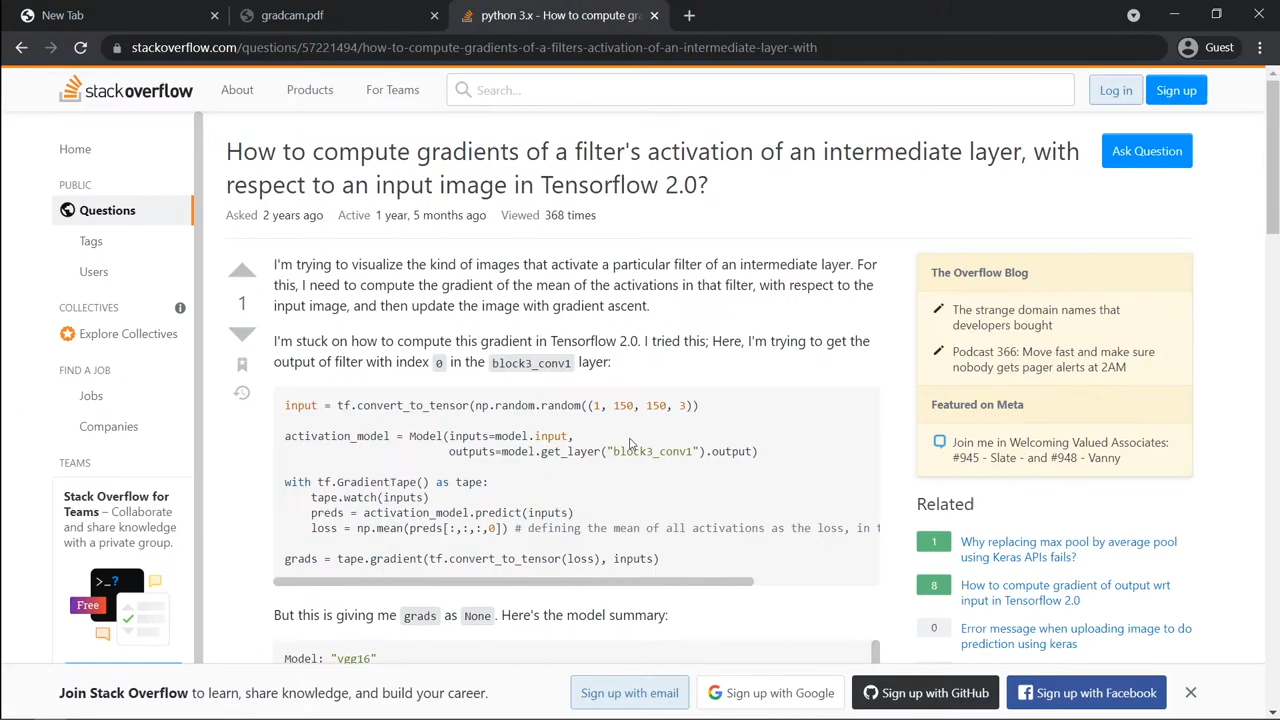 New Tab
gradcam.pdf
python 3.x - How to compute gra
stackoverflow.com/questions/57221494/how-to-compute-gradients-of-a-filters-activation-of-an-intermediate-layer-with
Guest
stackoverflow
About
Products
For Teams
Search...
Log in
Sign up
Home
PUBLIC
Questions
Tags
Users
COLLECTIVES
Explore Collectives
FIND A JOB
Jobs
Companies
TEAMS
Stack Overflow for
Teams – Collaborate
and share knowledge
with a private group.
>_?
Free
How to compute gradients of a filter's activation of an intermediate layer, with
respect to an input image in Tensorflow 2.0?
Ask Question
Asked 2 years ago Active 1 year, 5 months ago Viewed 368 times
1
I'm trying to visualize the kind of images that activate a particular filter of an intermediate layer. For
this, I need to compute the gradient of the mean of the activations in that filter, with respect to the
input image, and then update the image with gradient ascent.
I'm stuck on how to compute this gradient in Tensorflow 2.0. I tried this; Here, I'm trying to get the
output of filter with index 0 in the block3_conv1 layer:
input = tf.convert_to_tensor(np.random.random((1, 150, 150, 3))
activation_model = Model(inputs=model.input,
outputs=model.get_layer("block3_conv1").output)
with tf.GradientTape() as tape:
tape.watch(inputs)
preds = activation_model.predict(inputs)
loss = np.mean(preds[:,:,:,0]) # defining the mean of all activations as the loss, in t
grads = tape.gradient(tf.convert_to_tensor(loss), inputs)
But this is giving me grads as None. Here's the model summary:
Model: "vgg16"
The Overflow Blog
The strange domain names that
developers bought
Podcast 366: Move fast and make sure
nobody gets pager alerts at 2AM
Featured on Meta
Join me in Welcoming Valued Associates:
#945 - Slate - and #948 - Vanny
Related
1
Why replacing max pool by average pool
using Keras APIs fails?
8
How to compute gradient of output wrt
input in Tensorflow 2.0
0
Error message when uploading image to do
prediction using keras
Join Stack Overflow to learn, share knowledge, and build your career.
Sign up with email
Sign up with Google
Sign up with GitHub
Sign up with Facebook